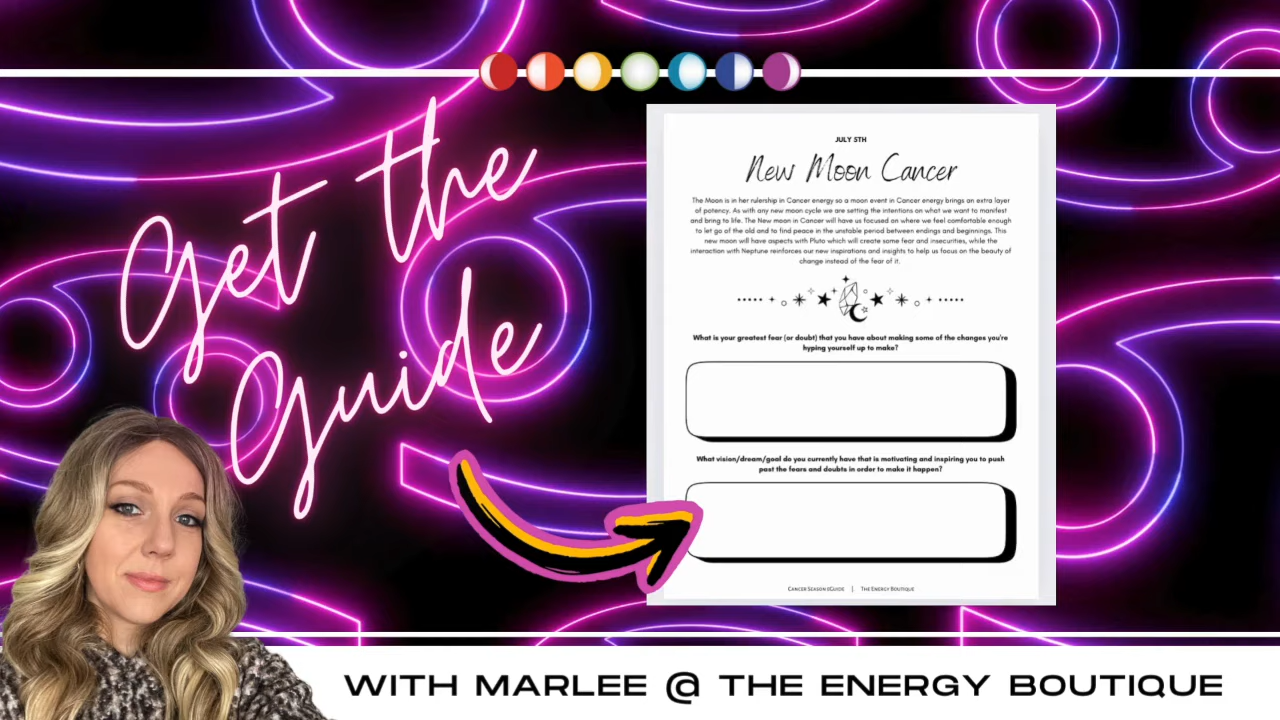 Get the
Guide
JULY 5TH
New Moon Cancer
The Moon is in her rulership in Cancer energy so a moon event in Cancer energy brings an extra layer
of potency. As with any new moon cycle we are setting the intentions on what we want to manifest
and bring to life. The New moon in Cancer will have us focused on where we feel comfortable enough
to let go of the old and to find peace in the unstable period between endings and beginnings. This
new moon will have aspects with Pluto which will create some fear and insecurities, while the
interaction with Neptune reinforces our new inspirations and insights to help us focus on the beauty of
change instead of the fear of it.
What is your greatest fear (or doubt) that you have about making some of the changes you're
hyping yourself up to make?
What vision/dream/goal do you currently have that is motivating and inspiring you to push
past the fears and doubts in order to make it happen?
Cancer Season eGuide | The Energy Boutique
WITH MARLEE @ THE ENERGY BOUTIQUE